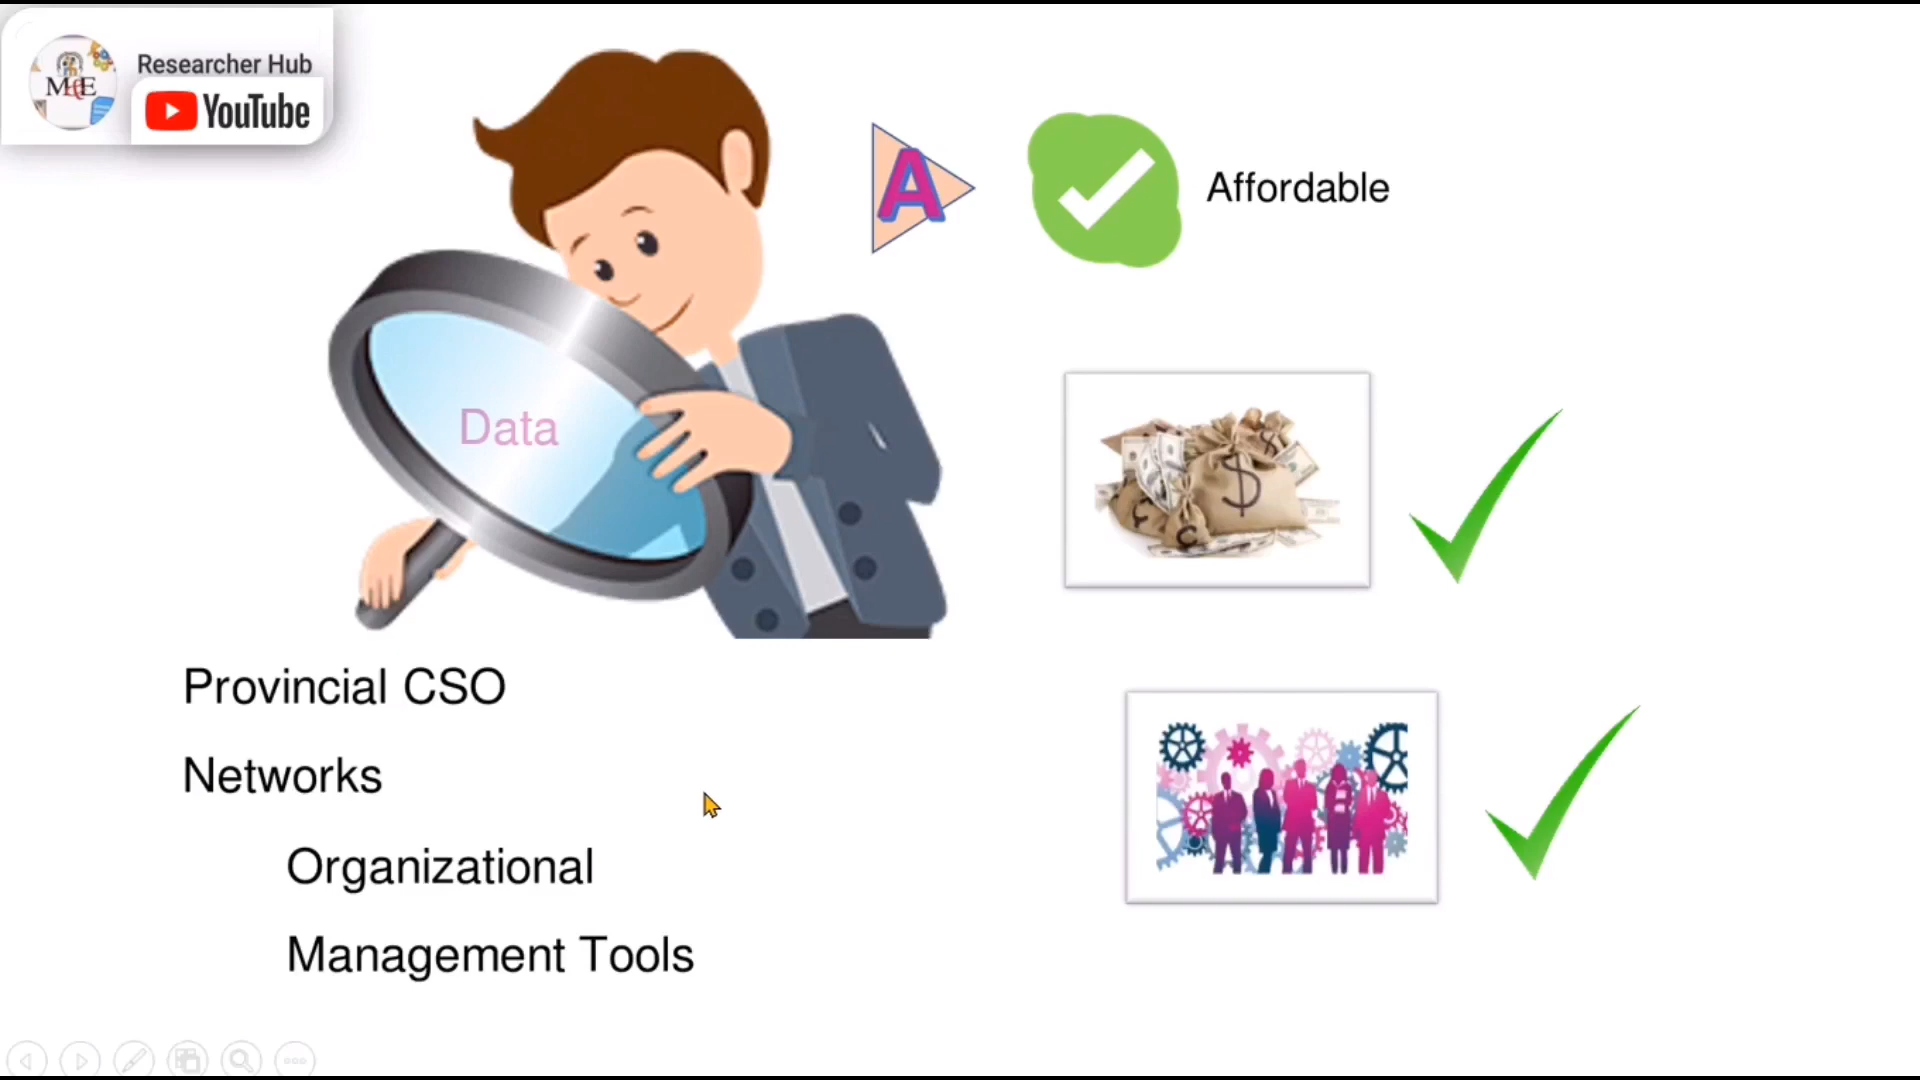 Researcher Hub
M&E
YouTube
A
Affordable
Data
$
Provincial CSO
Networks
Organizational
Management Tools